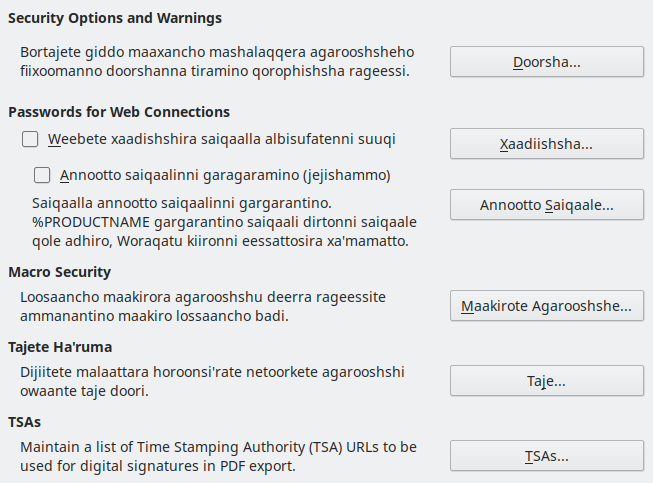 Security Options and Warnings
Bortajete giddo maaxancho mashalaqqera agarooshsheho
fiixoomanno doorshanna tiramino qorophishsha rageessi.
Doorsha...
Passwords for Web Connections
Weebete xaadishshira saiqaalla albisufatenni suuqi
Xaadiishsha...
Annootto saiqaalinni garagaramino (jejishammo)
Saiqaalla annootto saiqaalinni gargarantino.
%PRODUCTNAME gargarantino saiqaali dirtonni saiqaale
qole adhiro, Woraqatu kiironni eessattosira xa'mamatto.
Annootto Saiqaale...
Macro Security
Loosaancho maakirora agarooshshu deerra rageessite
ammanantino maakiro lossaancho badi.
Maakirote Agarooshshe...
Tajete Ha'ruma
Dijiitete malaattara horoonsi'rate netoorkete agarooshshi
owaante taje doori.
Taje...
TSAs
Maintain a list of Time Stamping Authority (TSA) URLs to be
used for digital signatures in PDF export.
TSAs...